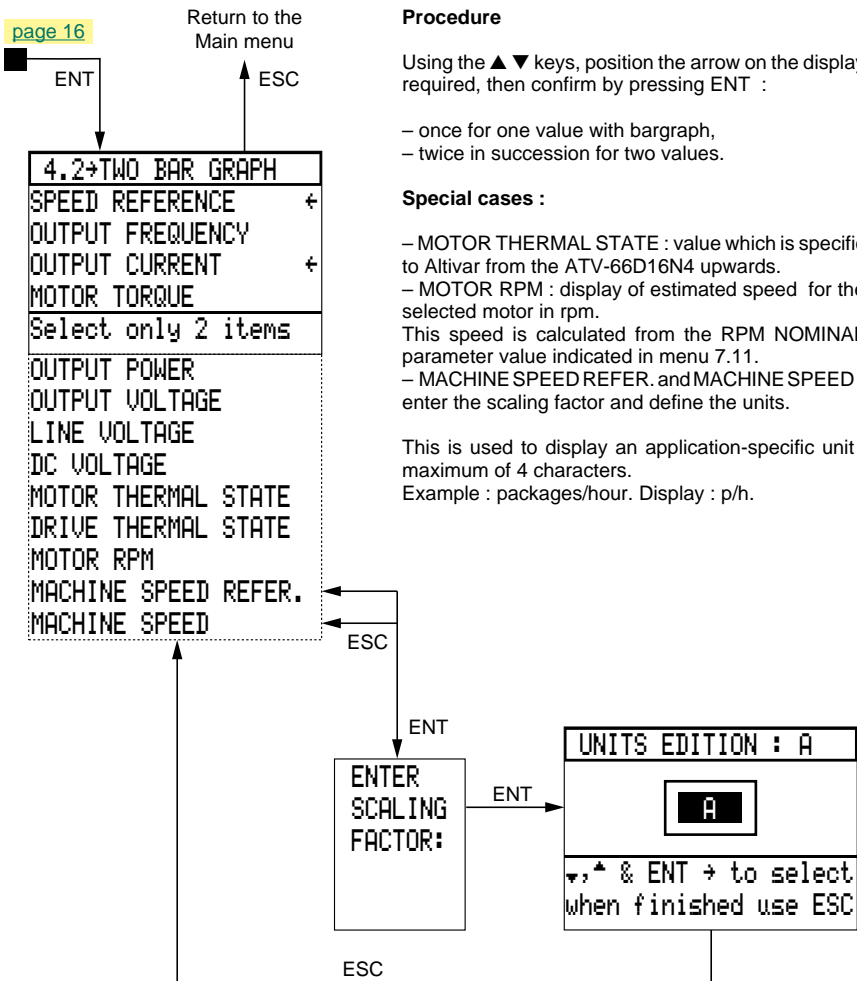 page 16
Return to the
Main menu
ENT
ESC
4.2→TWO BAR GRAPH
SPEED REFERENCE ←
OUTPUT FREQUENCY
OUTPUT CURRENT ←
MOTOR TORQUE
Select only 2 items
OUTPUT POWER
OUTPUT VOLTAGE
LINE VOLTAGE
DC VOLTAGE
MOTOR THERMAL STATE
DRIVE THERMAL STATE
MOTOR RPM
MACHINE SPEED REFER.
MACHINE SPEED
Procedure
Using the ▲ ▼ keys, position the arrow on the display
required, then confirm by pressing ENT :
– once for one value with bargraph,
– twice in succession for two values.
Special cases :
– MOTOR THERMAL STATE : value which is specific
to Altivar from the ATV-66D16N4 upwards.
– MOTOR RPM : display of estimated speed for the
selected motor in rpm.
This speed is calculated from the RPM NOMINAL
parameter value indicated in menu 7.11.
– MACHINE SPEED REFER. and MACHINE SPEED
enter the scaling factor and define the units.
This is used to display an application-specific unit
maximum of 4 characters.
Example : packages/hour. Display : p/h.
ESC
ENT
ENTER
SCALING
FACTOR:
ENT
UNITS EDITION : A
A
▼,▲ & ENT → to select
when finished use ESC
ESC